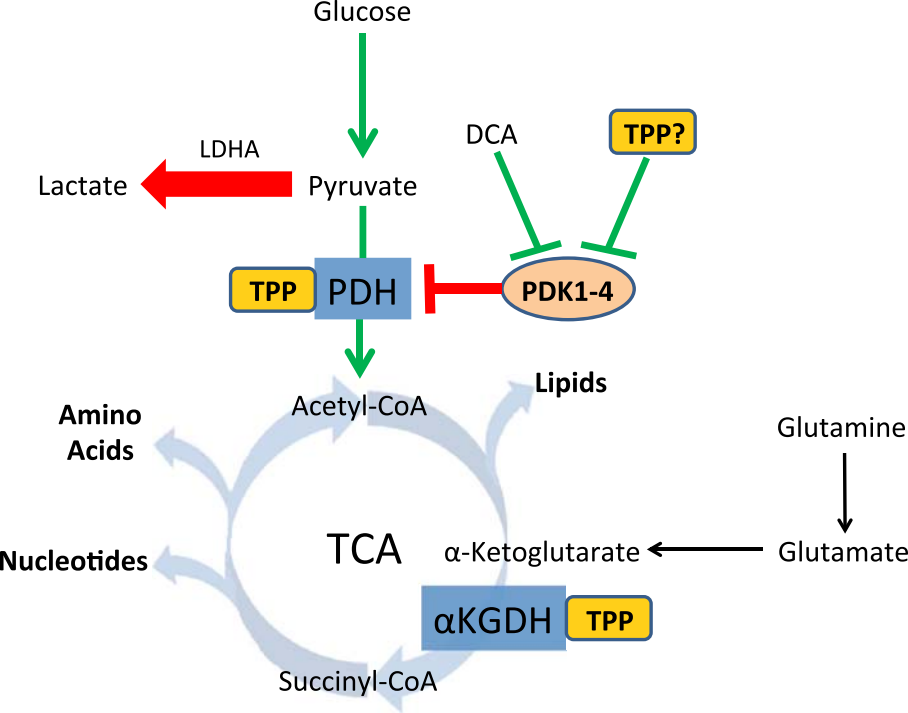 Glucose
DCA
TPP?
LDHA
Lactate
Pyruvate
TPP
PDH
PDK1-4
Lipids
Acetyl-CoA
Amino
Acids
Glutamine
TCA
α-Ketoglutarate
Glutamate
Nucleotides
αKGDH
TPP
Succinyl-CoA